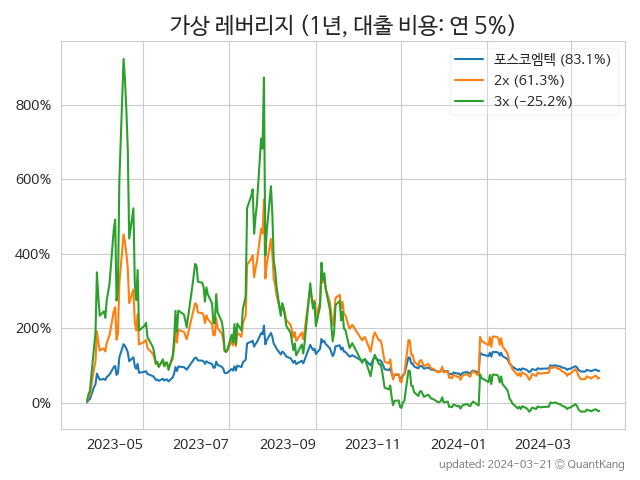 가상 레버리지 (1년, 대출 비용: 연 5%)
포스코엠텍 (83.1%)
2x (61.3%)
3x (-25.2%)
800%
600%
400%
200%
0%
2023-05 2023-07 2023-09 2023-11 2024-01 2024-03
updated: 2024-03-21 © QuantKang